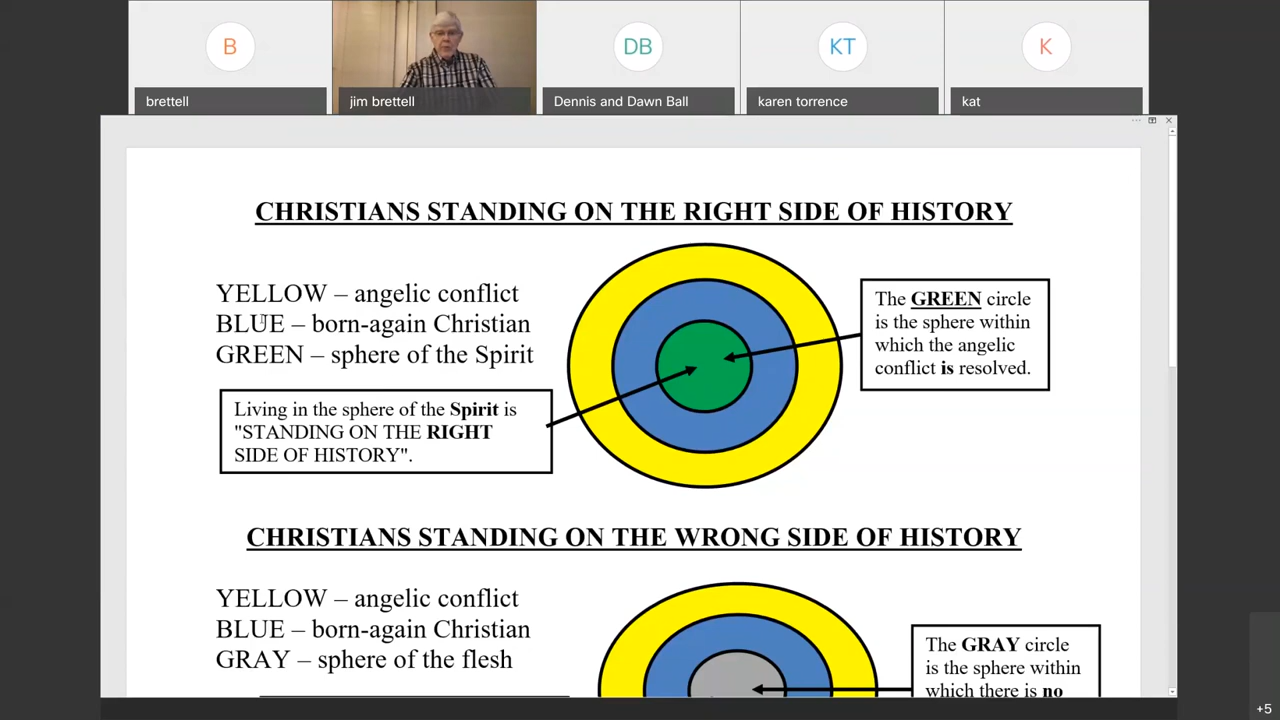 B
DB
KT
K
brettell
jim brettell
Dennis and Dawn Ball
karen torrence
kat
CHRISTIANS STANDING ON THE RIGHT SIDE OF HISTORY
YELLOW – angelic conflict
BLUE – born-again Christian
GREEN – sphere of the Spirit
The GREEN circle
is the sphere within
which the angelic
conflict is resolved.
Living in the sphere of the Spirit is
"STANDING ON THE RIGHT
SIDE OF HISTORY".
CHRISTIANS STANDING ON THE WRONG SIDE OF HISTORY
YELLOW – angelic conflict
BLUE – born-again Christian
GRAY – sphere of the flesh
The GRAY circle
is the sphere within
which there is no
+5